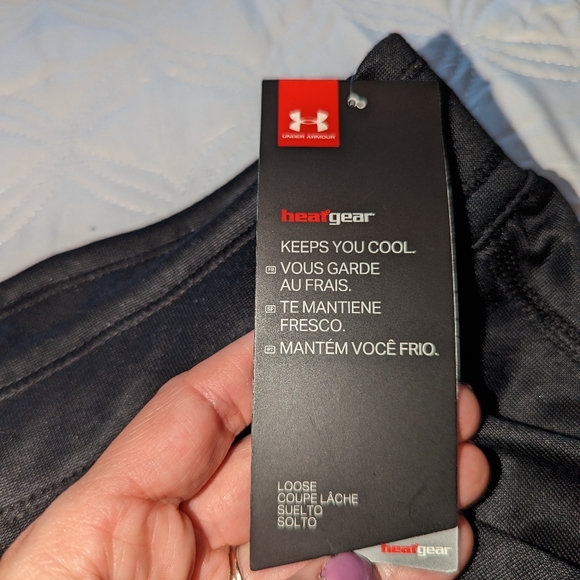 UNDER ARMOUR
heatgear
KEEPS YOU COOL.
FR VOUS GARDE
AU FRAIS.
TE MANTIENE
FRESCO.
MANTÉM VOCÊ FRIO.
LOOSE
COUPE LÂCHE
SUELTO
SOLTO
heatgear